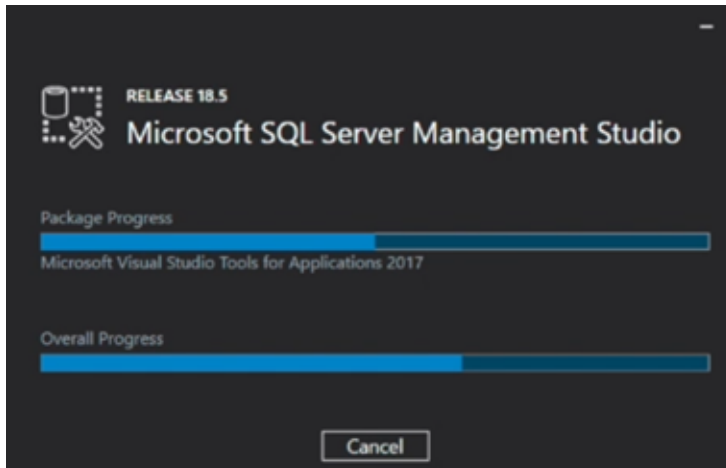 RELEASE 18.5
Microsoft SQL Server Management Studio
Package Progress
Microsoft Visual Studio Tools for Applications 2017
Overall Progress
Cancel